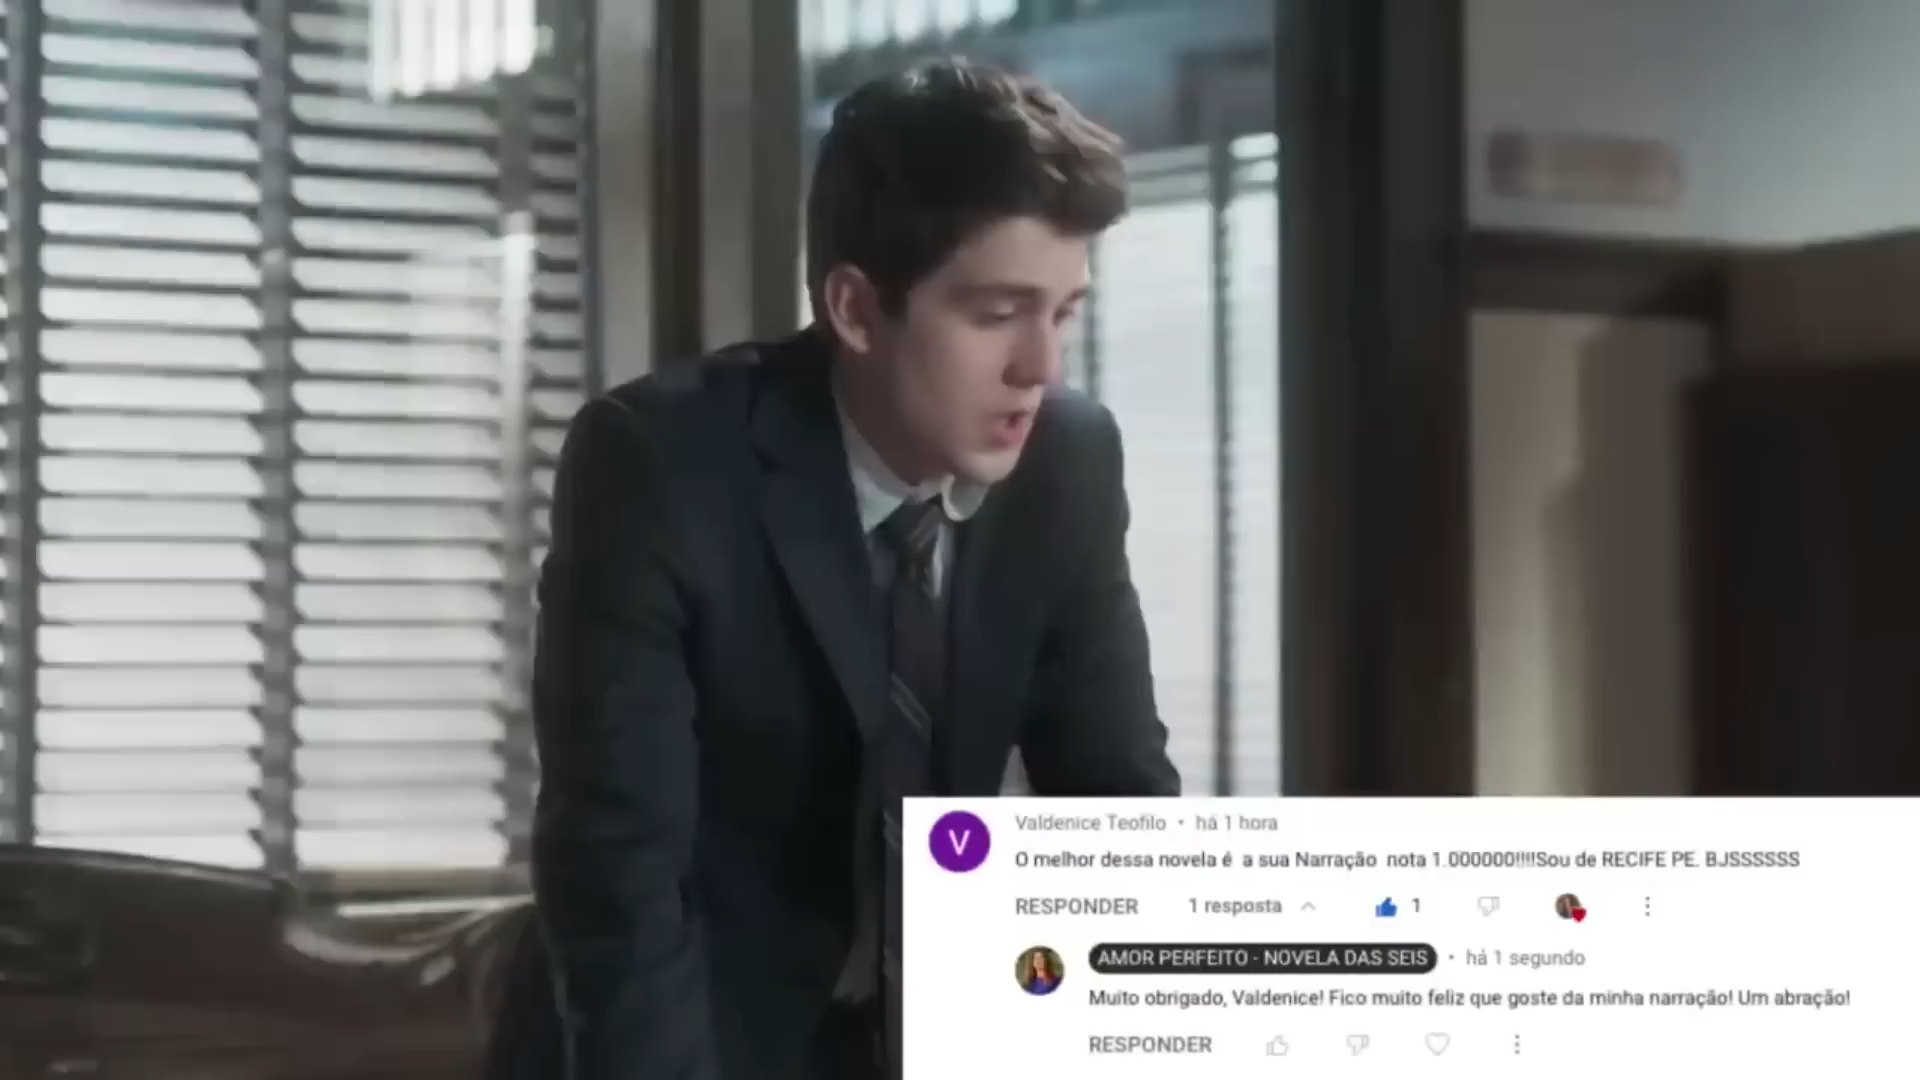 V
Valdenice Teofilo • há 1 hora
O melhor dessa novela é a sua Narração nota 1.000000!!!!Sou de RECIFE PE. BJSSSSSS
RESPONDER 1 resposta 1
AMOR PERFEITO - NOVELA DAS SEIS • há 1 segundo
Muito obrigado, Valdenice! Fico muito feliz que goste da minha narração! Um abração!
RESPONDER